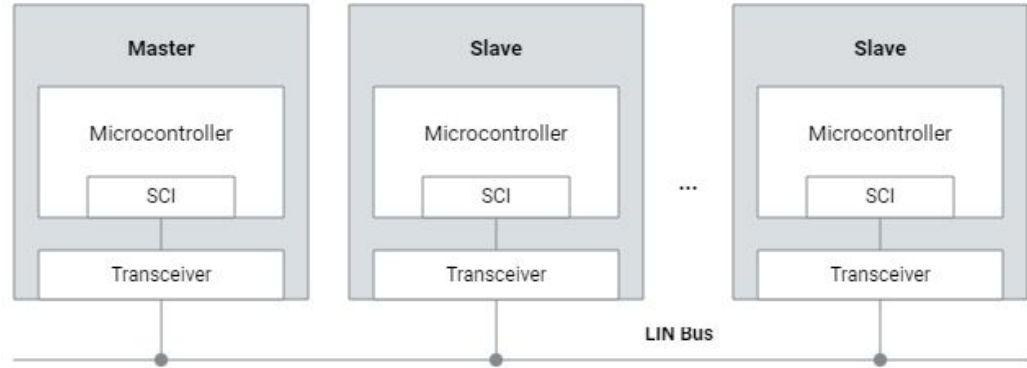 Master
Slave
Slave
Microcontroller
Microcontroller
Microcontroller
SCI
SCI
...
SCI
Transceiver
Transceiver
Transceiver
LIN Bus